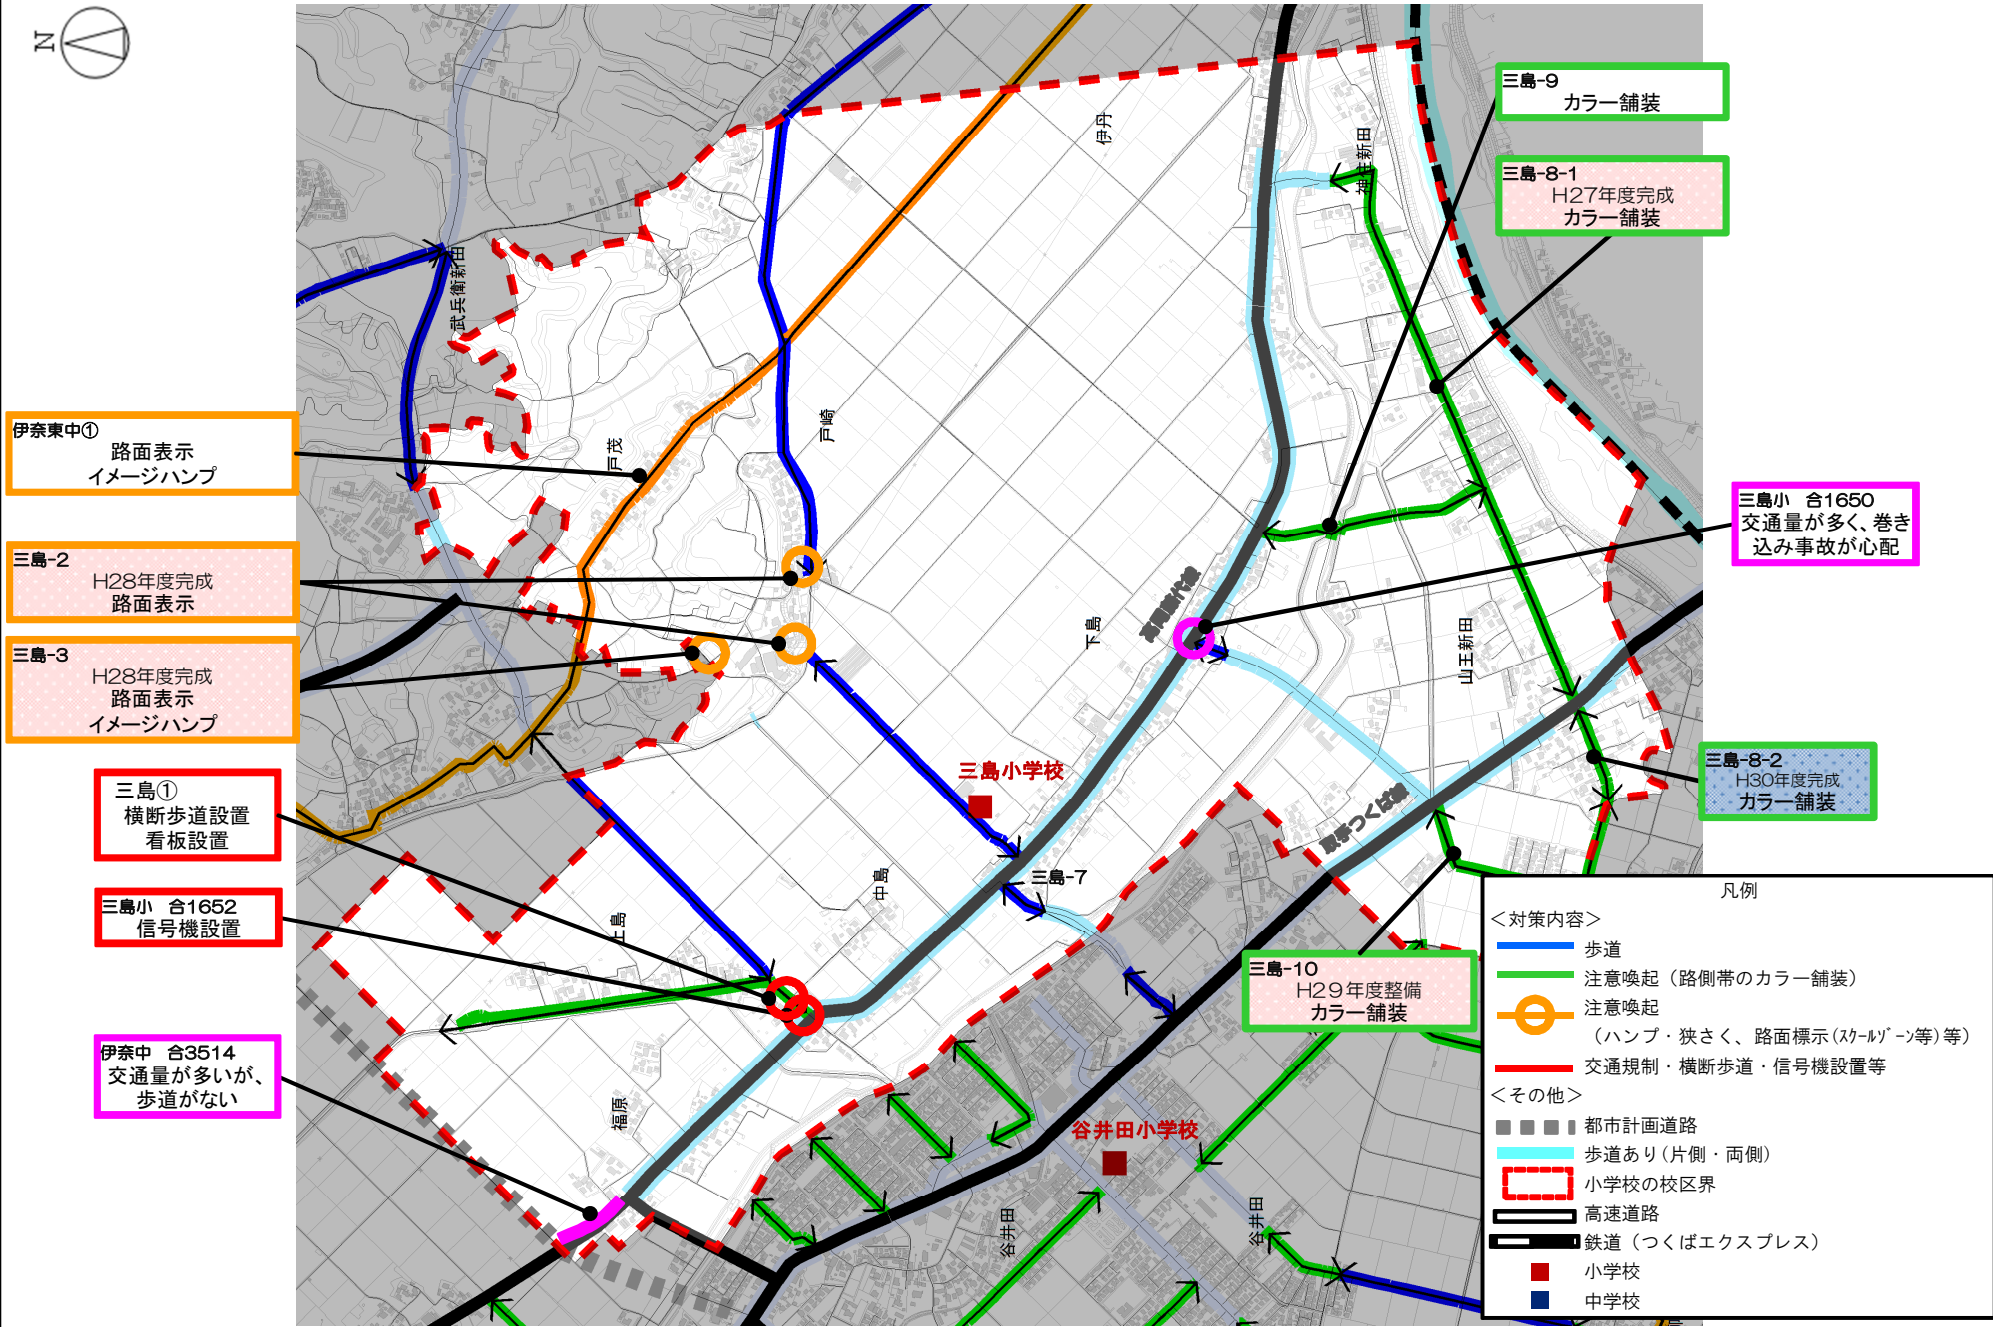 N
三島-9
カラー舗装
三島-8-1
H27年度完成
カラー舗装
伊丹
神生新田
武兵衛新田
伊奈東中①
路面表示
イメージハンプ
戸茂
戸崎
三島小 合1650
交通量が多く、巻き
込み事故が心配
三島-2
H28年度完成
路面表示
下島
山王新田
三島-3
H28年度完成
路面表示
イメージハンプ
三島①
横断歩道設置
看板設置
三島小学校
三島-8-2
H30年度完成
カラー舗装
取手つくば線
三島-7
中島
上島
三島小 合1652
信号機設置
三島-10
H29年度整備
カラー舗装
伊奈中 合3514
交通量が多いが、
歩道がない
福原
谷井田小学校
谷井田
谷井田
凡例
＜対策内容＞
歩道
注意喚起（路側帯のカラー舗装）
注意喚起
（ハンプ・狭さく、路面標示(ｽｸｰﾙｿﾞｰﾝ等)等）
交通規制・横断歩道・信号機設置等
＜その他＞
都市計画道路
歩道あり(片側・両側)
小学校の校区界
高速道路
鉄道（つくばエクスプレス）
小学校
中学校